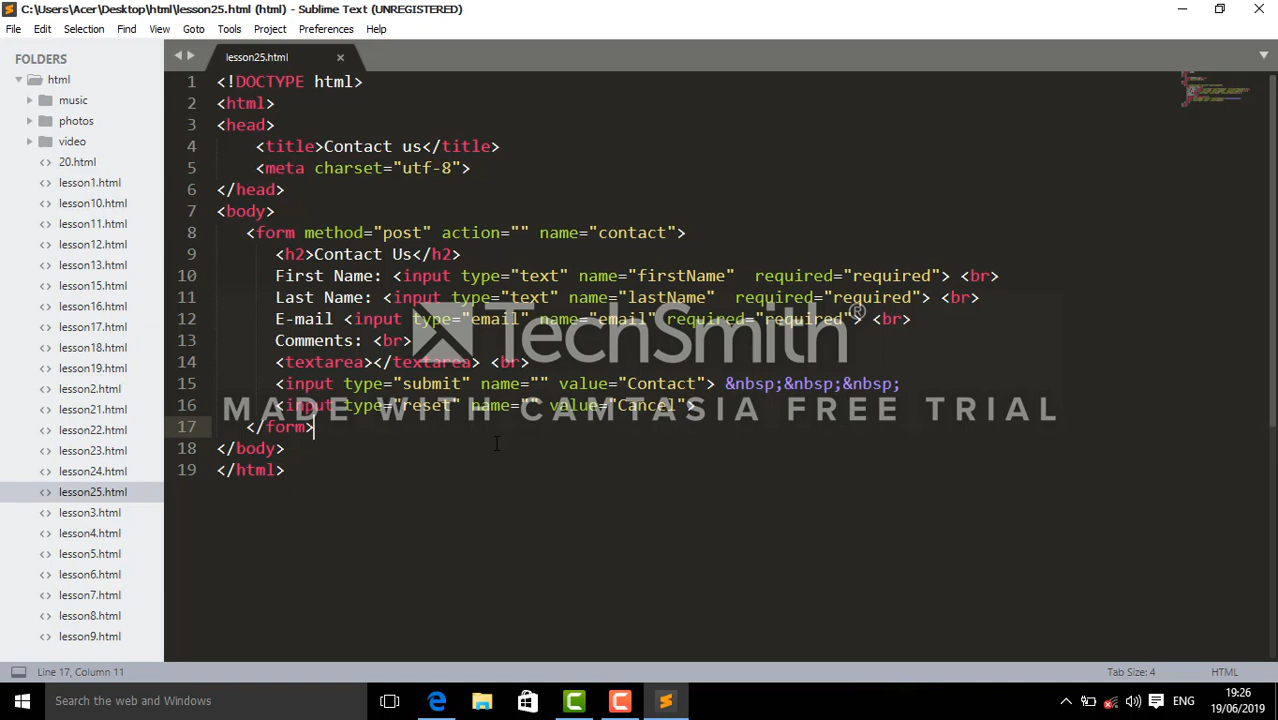 C:\Users\Acer\Desktop\html\lesson25.html (html) - Sublime Text (UNREGISTERED)
File Edit Selection Find View Goto Tools Project Preferences Help
FOLDERS
html
music
photos
video
20.html
lesson1.html
lesson10.html
lesson11.html
lesson12.html
lesson13.html
lesson15.html
lesson16.html
lesson17.html
lesson18.html
lesson19.html
lesson2.html
lesson21.html
lesson22.html
lesson23.html
lesson24.html
lesson25.html
lesson3.html
lesson4.html
lesson5.html
lesson6.html
lesson7.html
lesson8.html
lesson9.html
lesson25.html
1 <!DOCTYPE html>
2 <html>
3 <head>
4 <title>Contact us</title>
5 <meta charset="utf-8">
6 </head>
7 <body>
8 <form method="post" action="" name="contact">
9 <h2>Contact Us</h2>
10 First Name: <input type="text" name="firstName"  required="required"> <br>
11 Last Name: <input type="text" name="lastName"  required="required"> <br>
12 E-mail <input type="email" name="email" required="required"> <br>
13 Comments: <br>
14 <textarea></textarea> <br>
15 <input type="submit" name="" value="Contact"> &nbsp;&nbsp;&nbsp;
16 <input type="reset" name="" value="Cancel">
17 </form>
18 </body>
19 </html>
TechSmith®
MADE WITH CAMTASIA FREE TRIAL
Line 17, Column 11
Tab Size: 4
HTML
Search the web and Windows
ENG
19:26
19/06/2019